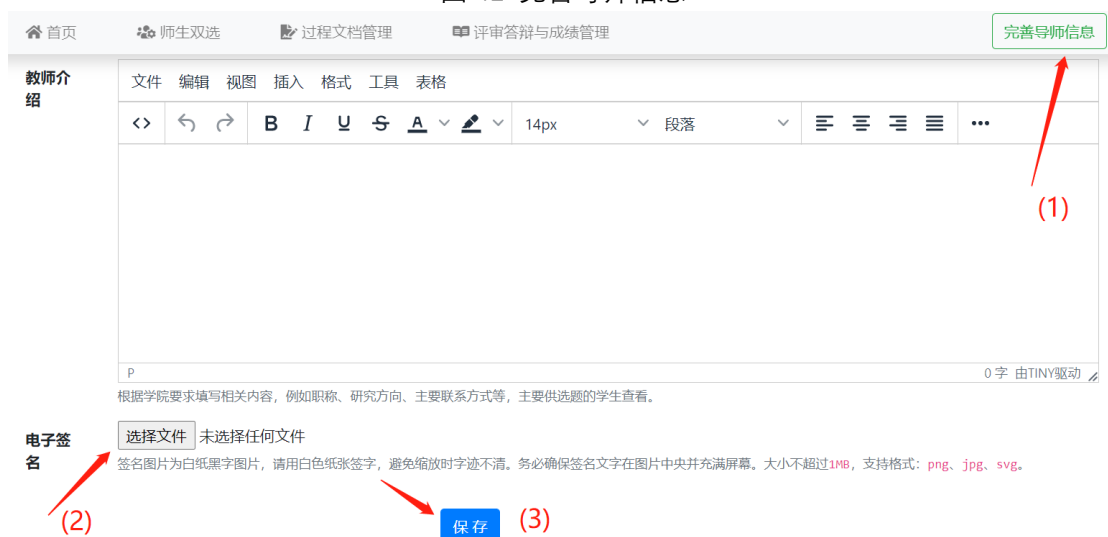 首页 师生双选 过程文档管理 评审答辩与成绩管理 完善导师信息
教师介
绍
文件 编辑 视图 插入 格式 工具 表格
B I U S A 14px 段落
(1)
P 0 字 由TINY驱动
根据学院要求填写相关内容，例如职称、研究方向、主要联系方式等，主要供选题的学生查看。
电子签
名
选择文件 未选择任何文件
签名图片为白纸黑字图片，请用白色纸张签字，避免缩放时字迹不清。务必确保签名文字在图片中央并充满屏幕。大小不超过1MB，支持格式：png、jpg、svg。
(2)
保存 (3)